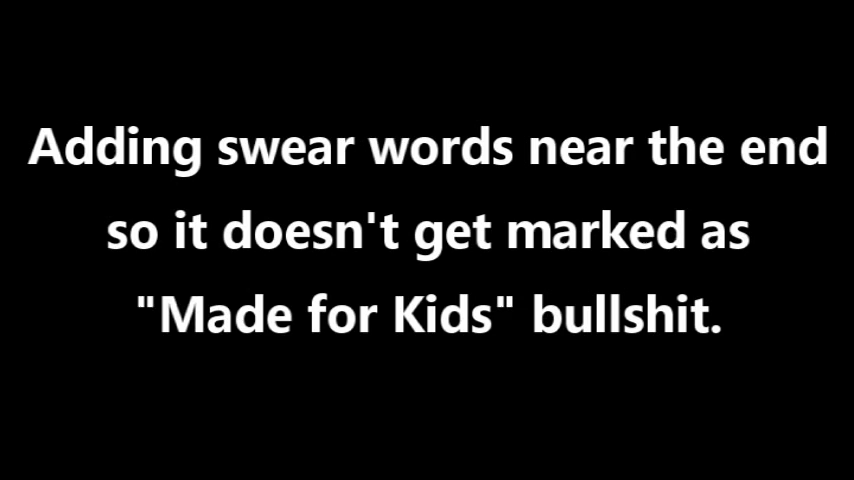 Adding swear words near the end
so it doesn't get marked as
"Made for Kids" bullshit.